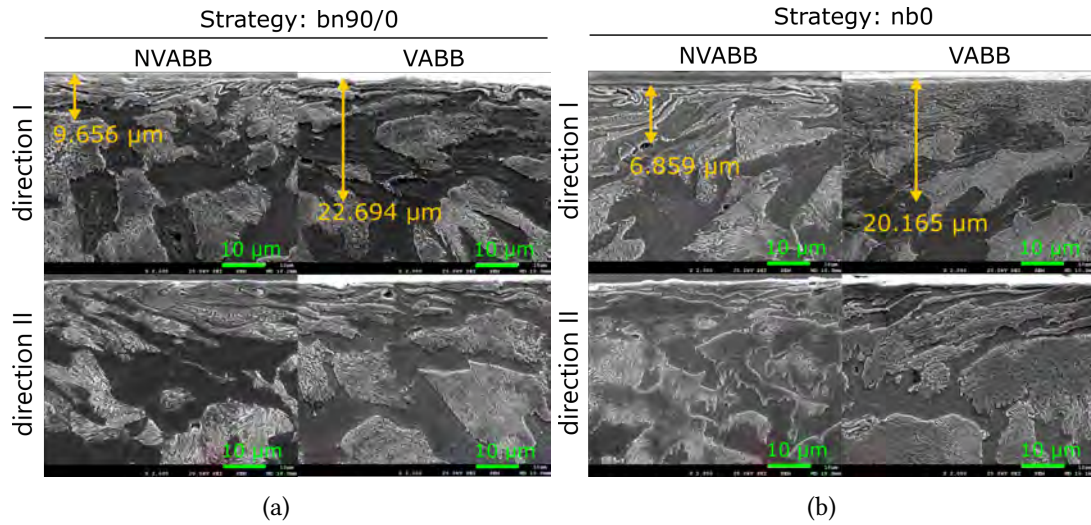 Strategy: bn90/0
Strategy: nb0
NVABB VABB
NVABB VABB
direction I
9.656 µm
22.694 µm
10 µm
10 µm
direction I
6.859 µm
20.165 µm
10 µm
10 µm
direction II
10 µm
10 µm
direction II
10 µm
10 µm
(a)
(b)